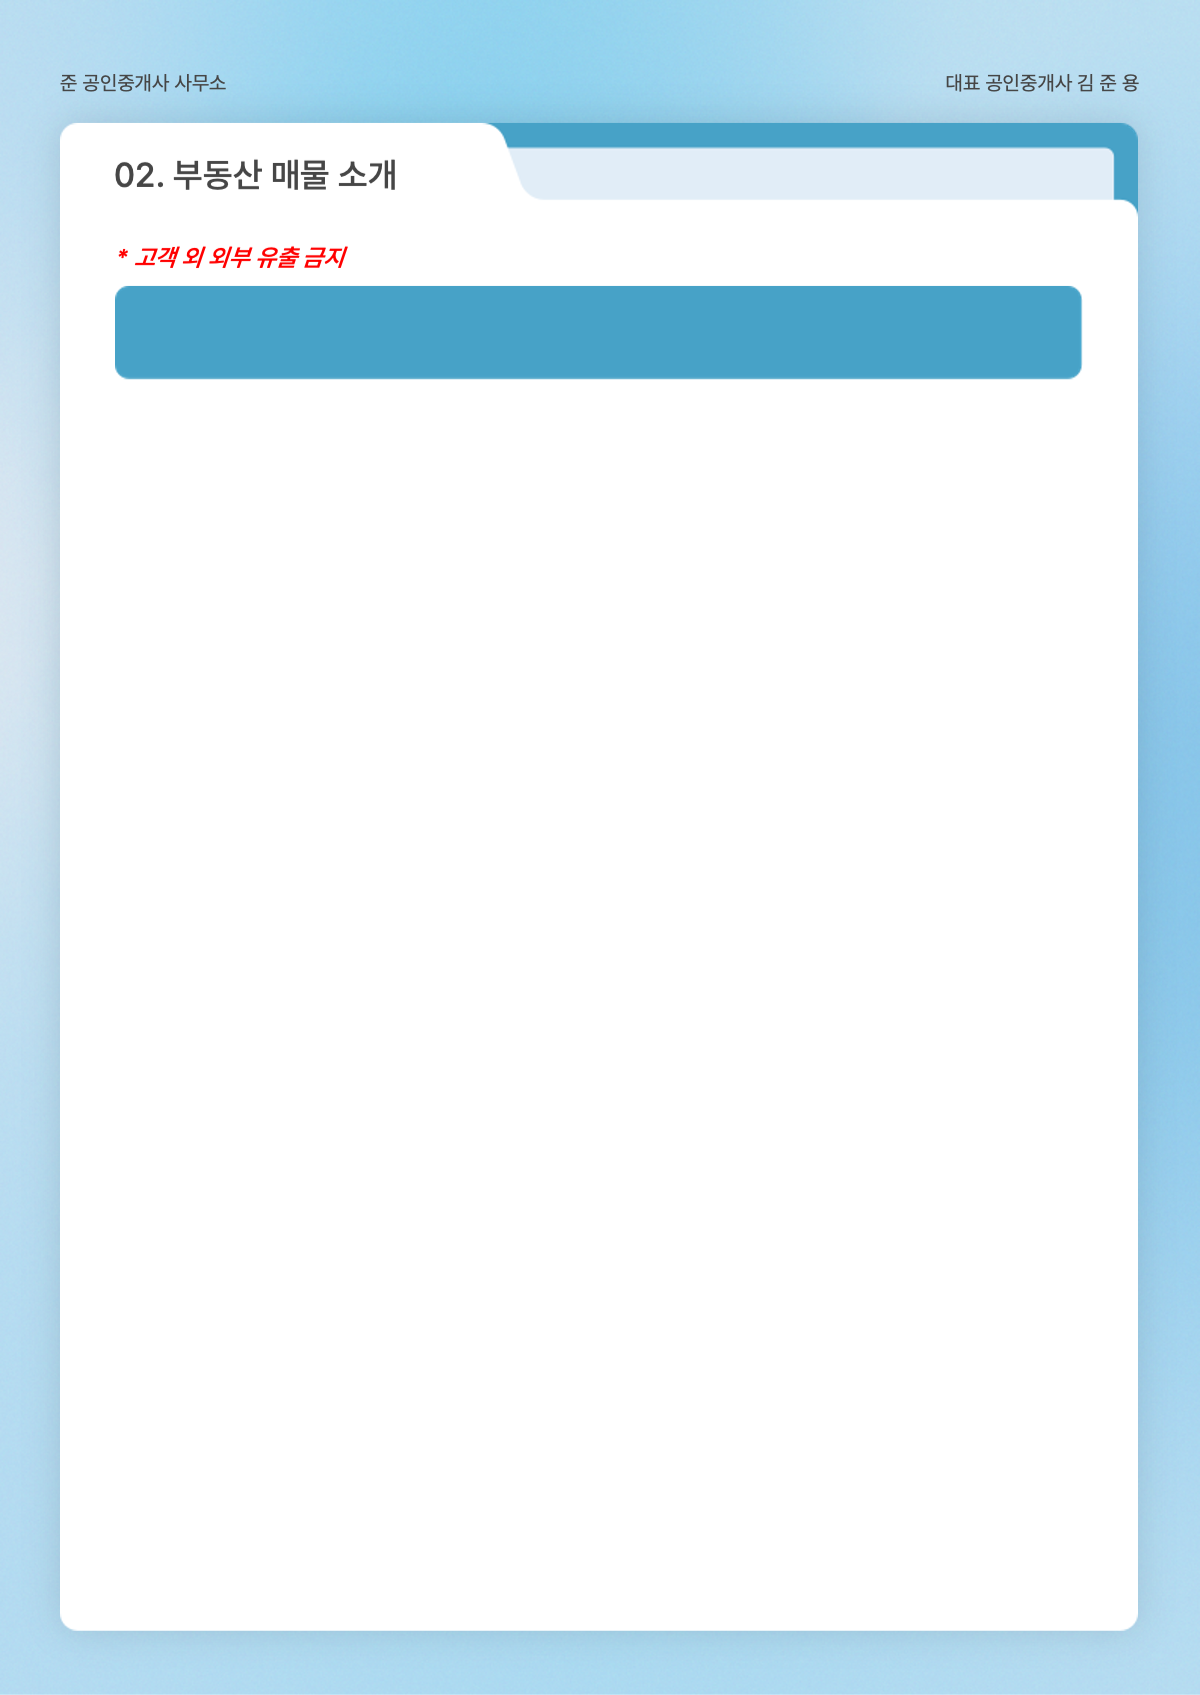 준 공인중개사 사무소
대표 공인중개사 김 준 용
02. 부동산 매물 소개
* 고객 외 외부 유출 금지